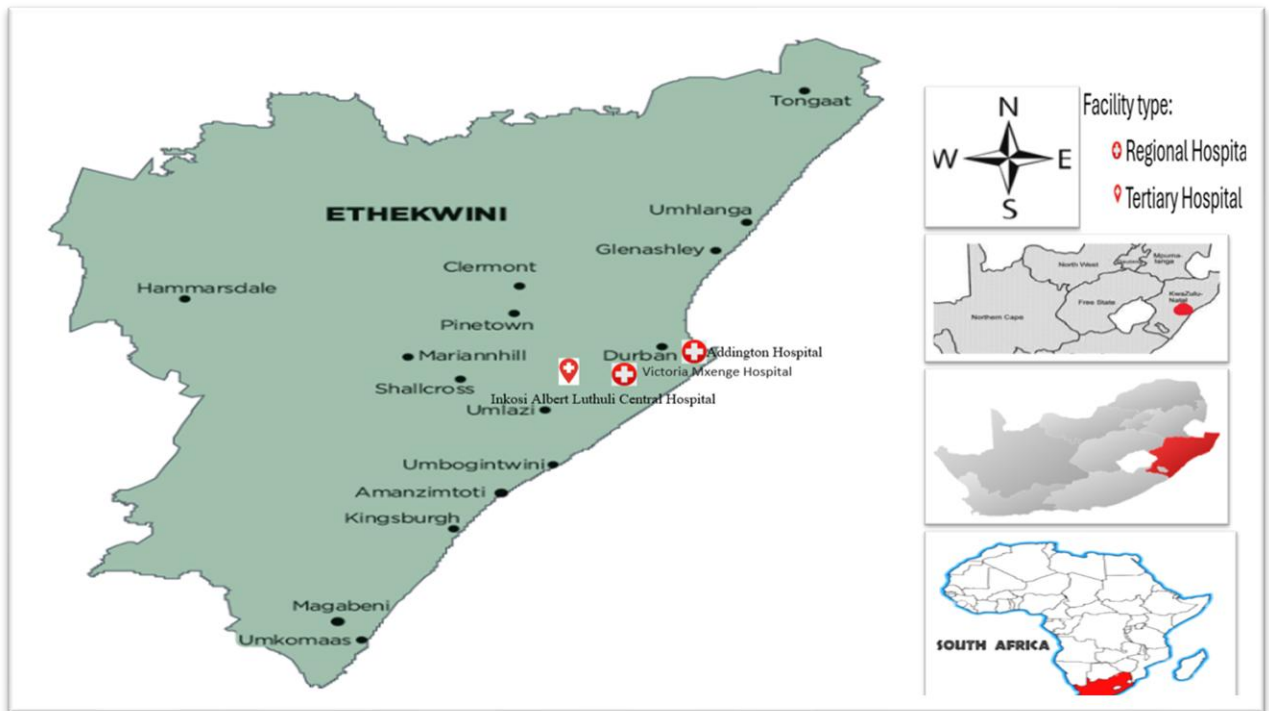 Tongaat
ETHEKWINI
Umhlanga
Glenashley
Clermont
Hammarsdale
Pinetown
Durban
Addington Hospital
Mariannhill
Victoria Mxenge Hospital
Shallcross
Inkosi Albert Luthuli Central Hospital
Umlazi
Umbogintwini
Amanzimtoti
Kingsburgh
Magabeni
Umkomaas
N
W E
S
Facility type:
Regional Hospita
Tertiary Hospital
North West
Mpuma-
langa
KwaZulu-
Natal
Free State
Northern Cape
SOUTH AFRICA